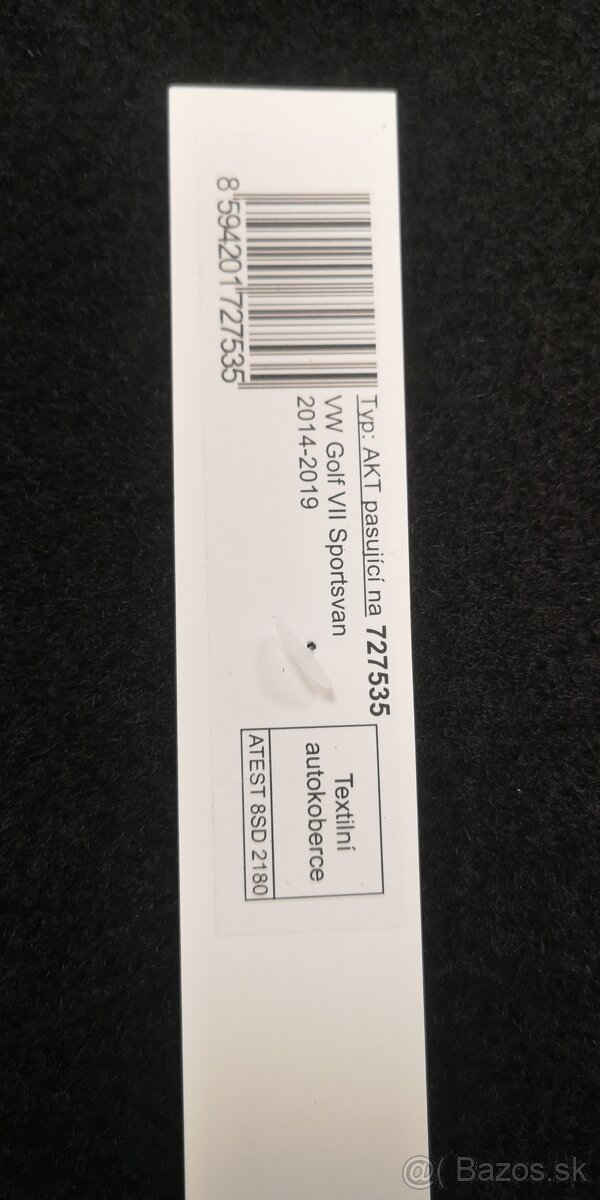 Typ: AKT pasující na 727535
VW Golf VII Sportsvan
2014-2019
8 594201 727535
Textilní
autokoberce
ATEST 8SD 2180
@( Bazos.sk